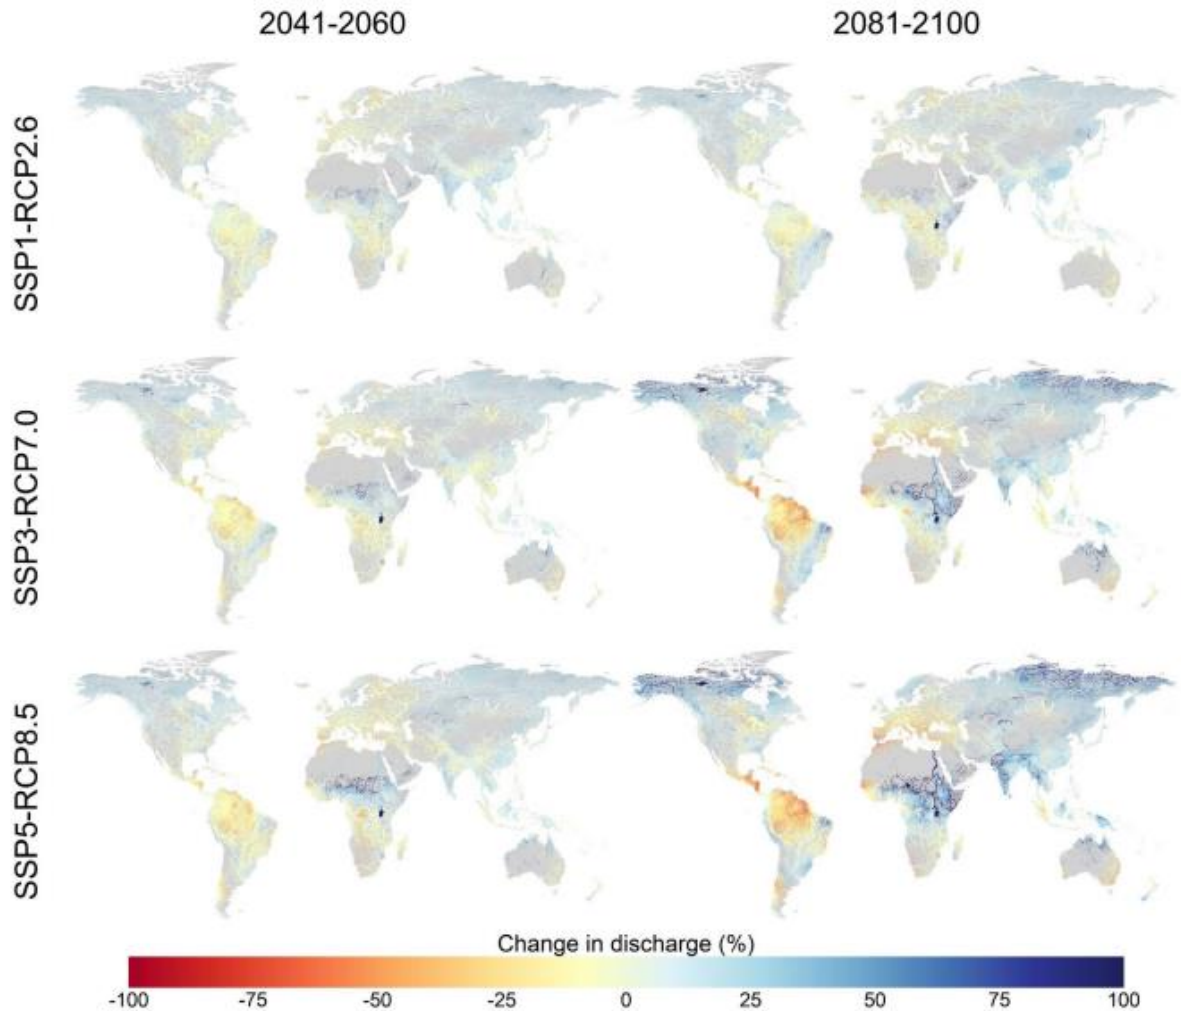 2041-2060
2081-2100
SSP1-RCP2.6
SSP3-RCP7.0
SSP5-RCP8.5
Change in discharge (%)
-100 -75 -50 -25 0 25 50 75 100